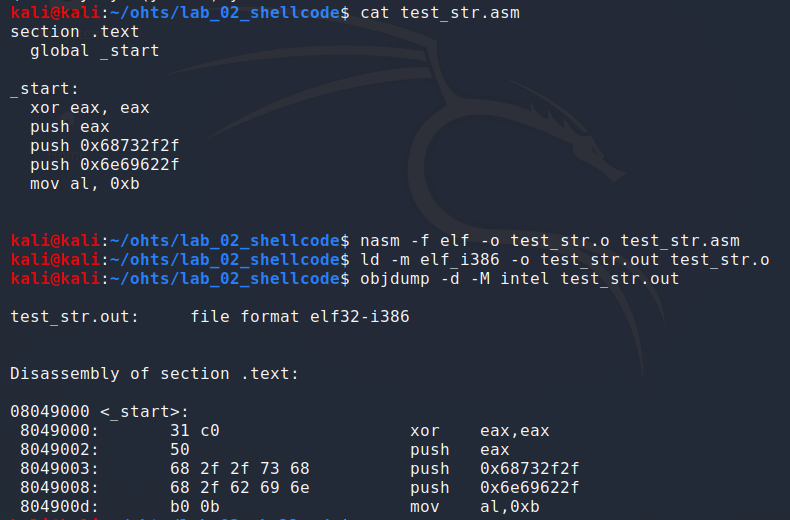 kali@kali:~/ohts/lab_02_shellcode$ cat test_str.asm
section .text
  global _start
_start:
  xor eax, eax
  push eax
  push 0x68732f2f
  push 0x6e69622f
  mov al, 0xb
kali@kali:~/ohts/lab_02_shellcode$ nasm -f elf -o test_str.o test_str.asm
kali@kali:~/ohts/lab_02_shellcode$ ld -m elf_i386 -o test_str.out test_str.o
kali@kali:~/ohts/lab_02_shellcode$ objdump -d -M intel test_str.out
test_str.out:     file format elf32-i386
Disassembly of section .text:
08049000 <_start>:
 8049000:       31 c0                   xor    eax,eax
 8049002:       50                      push   eax
 8049003:       68 2f 2f 73 68          push   0x68732f2f
 8049008:       68 2f 62 69 6e          push   0x6e69622f
 804900d:       b0 0b                   mov    al,0xb